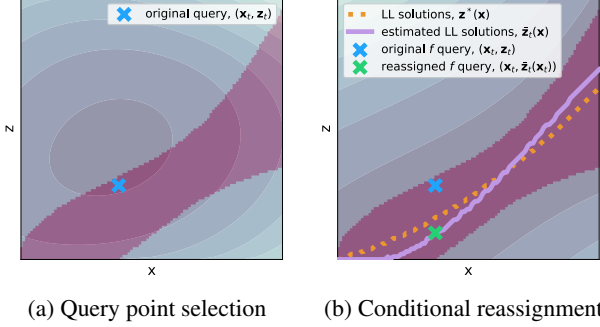 original query, (x_t, z_t)
z
x
(a) Query point selection
LL solutions, z*(x)
estimated LL solutions, z̄_t(x)
original f query, (x_t, z_t)
reassigned f query, (x_t, z̄_t(x_t))
z
x
(b) Conditional reassignment